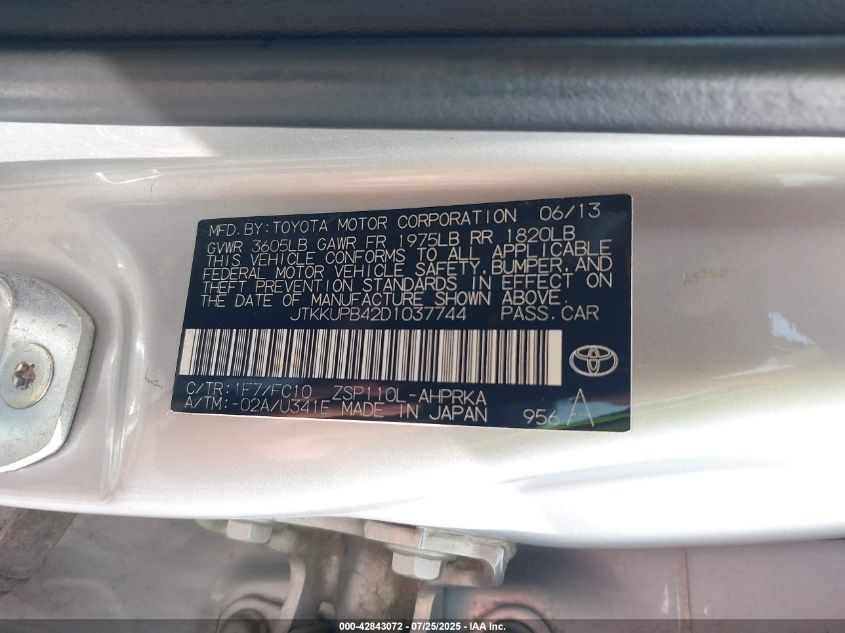 MFD. BY: TOYOTA MOTOR CORPORATION 06/13
GVWR 3605LB GAWR FR 1975LB RR 1820LB
THIS VEHICLE CONFORMS TO ALL APPLICABLE
FEDERAL MOTOR VEHICLE SAFETY, BUMPER, AND
THEFT PREVENTION STANDARDS IN EFFECT ON
THE DATE OF MANUFACTURE SHOWN ABOVE.
JTKKUPB42D1037744 PASS. CAR
C/TR: 1F7/FC10 ZSP110L-AHPRKA
A/TM: -02A/U341E MADE IN JAPAN 956 A
000-42843072 - 07/25/2025 - IAA Inc.